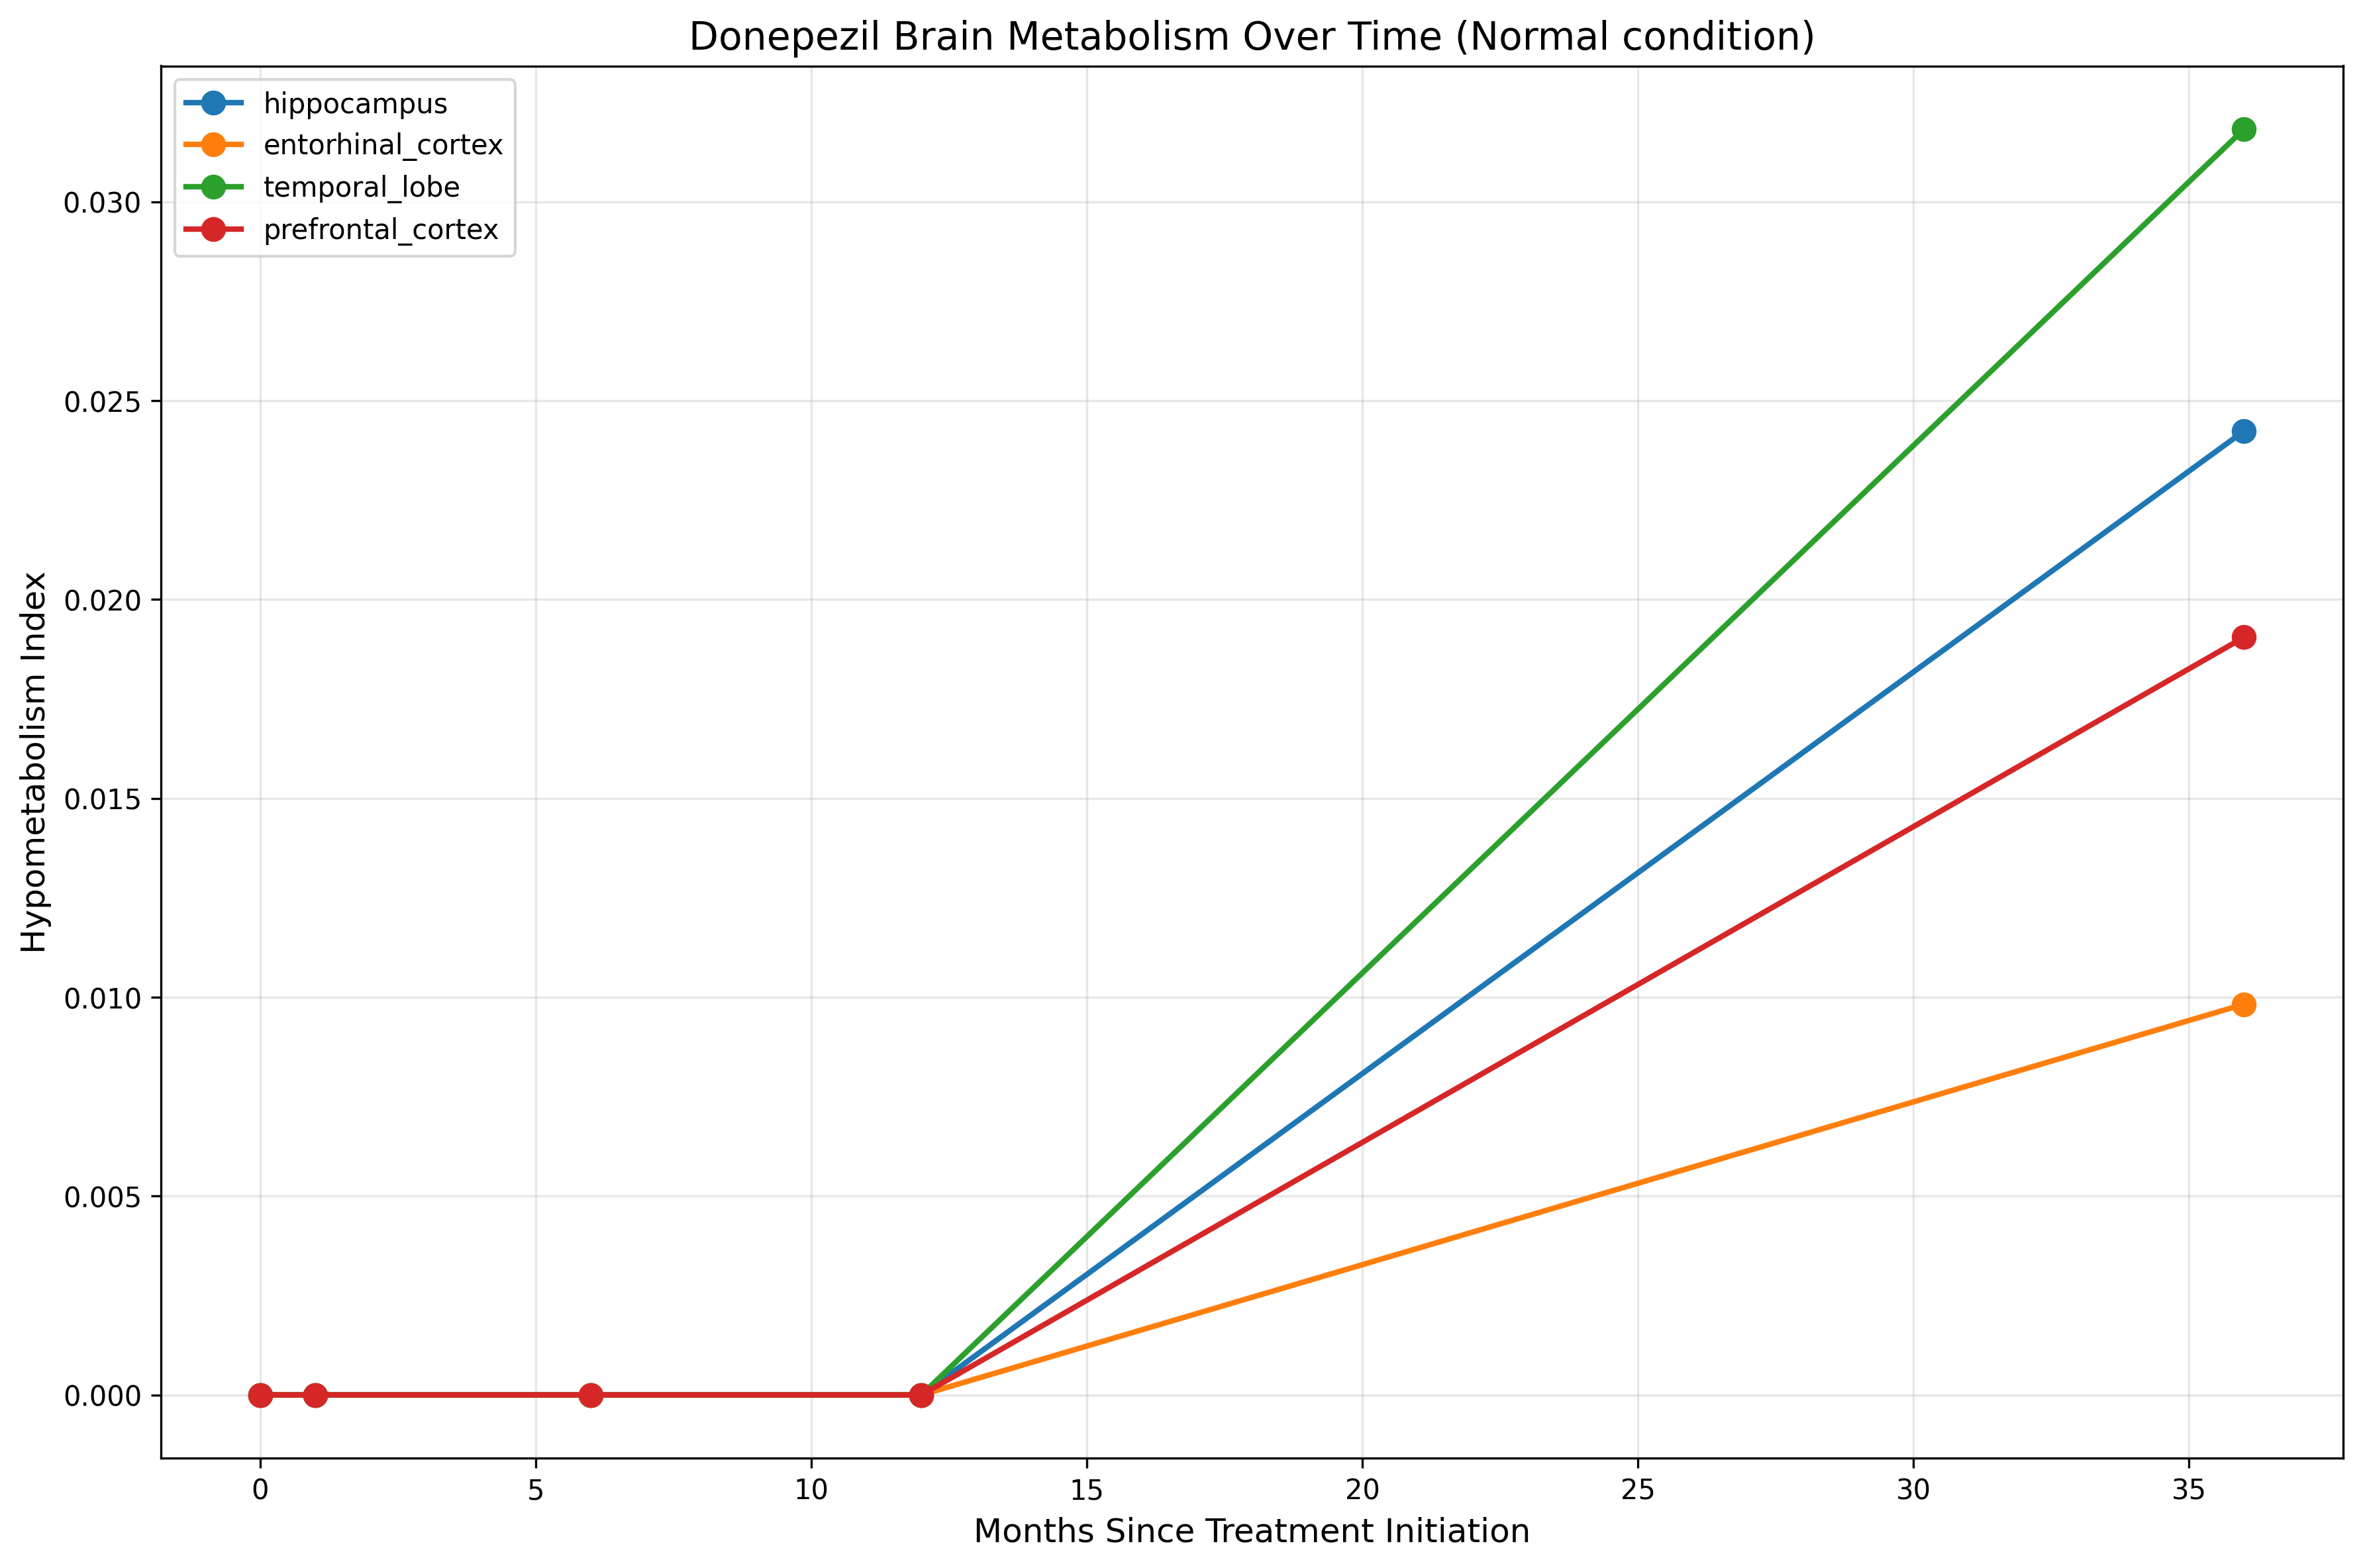 Donepezil Brain Metabolism Over Time (Normal condition)
hippocampus
entorhinal_cortex
temporal_lobe
prefrontal_cortex
Hypometabolism Index
0.030
0.025
0.020
0.015
0.010
0.005
0.000
0 5 10 15 20 25 30 35
Months Since Treatment Initiation